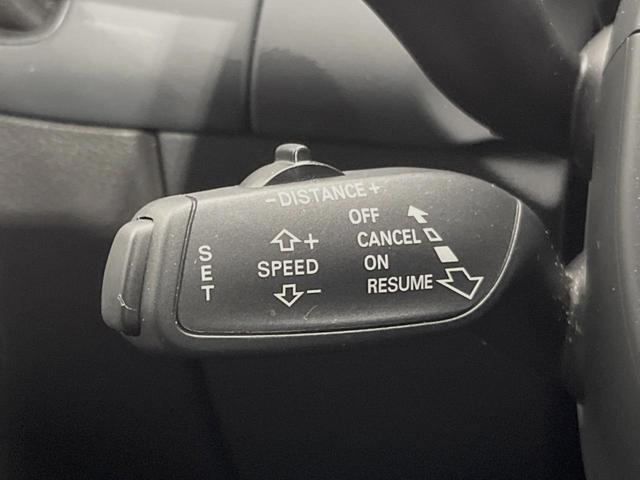 -DISTANCE+
OFF
CANCEL
ON
RESUME
SET
+
SPEED
-